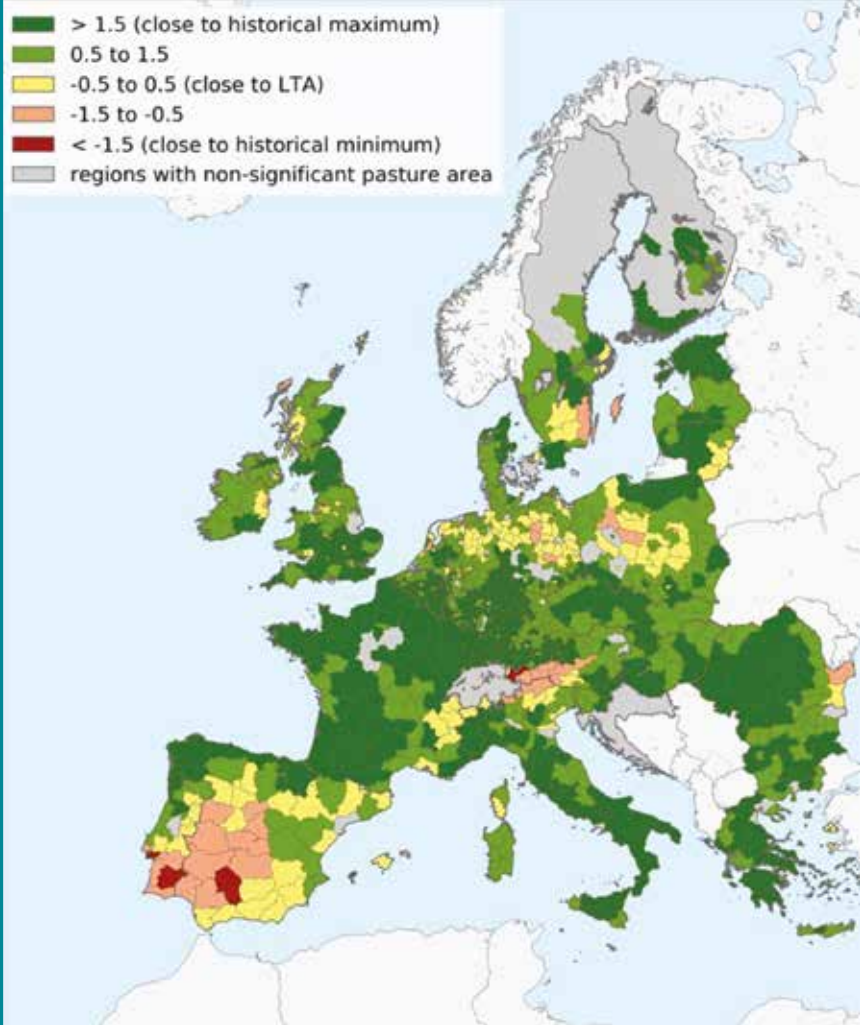 > 1.5 (close to historical maximum)
0.5 to 1.5
-0.5 to 0.5 (close to LTA)
-1.5 to -0.5
< -1.5 (close to historical minimum)
regions with non-significant pasture area